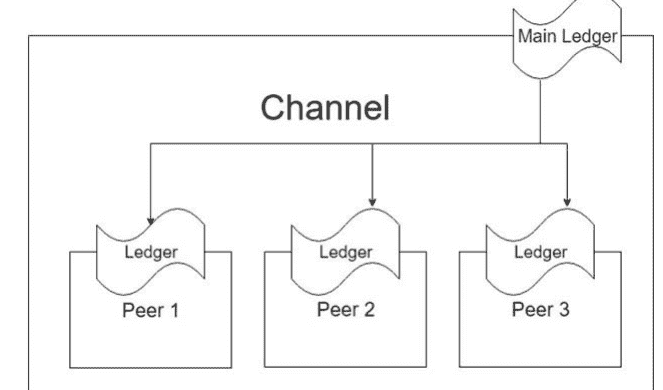 Main Ledger
Channel
Ledger
Ledger
Ledger
Peer 1
Peer 2
Peer 3